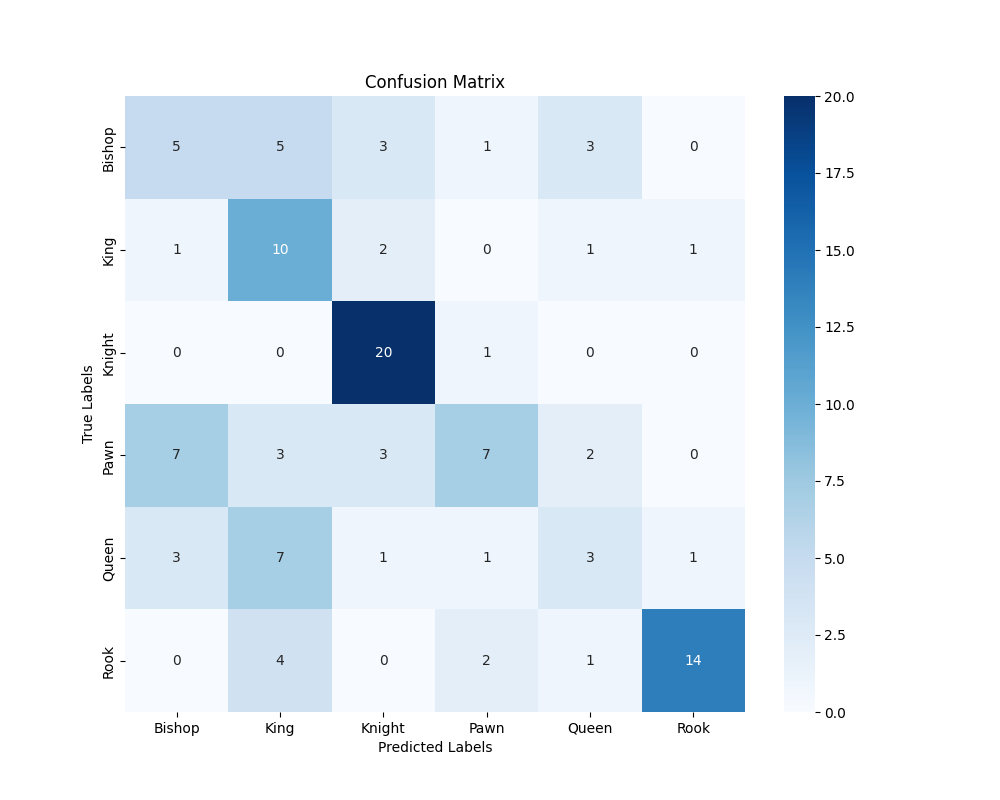 Confusion Matrix
Bishop 5 5 3 1 3 0
King 1 10 2 0 1 1
Knight 0 0 20 1 0 0
Pawn 7 3 3 7 2 0
Queen 3 7 1 1 3 1
Rook 0 4 0 2 1 14
Bishop King Knight Pawn Queen Rook
Predicted Labels
True Labels
20.0
17.5
15.0
12.5
10.0
7.5
5.0
2.5
0.0